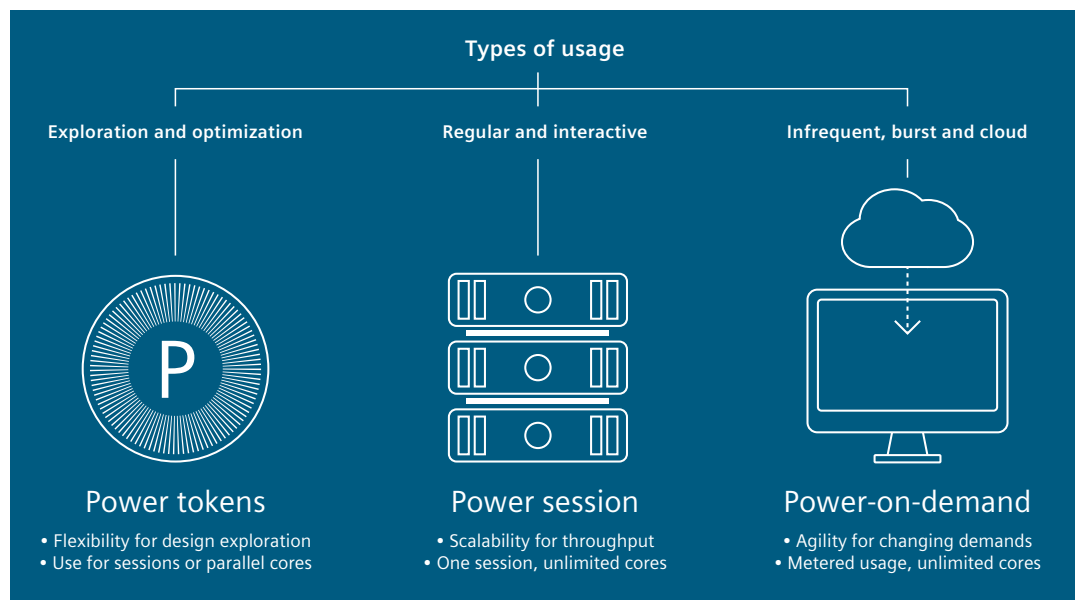 Types of usage
Exploration and optimization
Regular and interactive
Infrequent, burst and cloud
P
Power tokens
• Flexibility for design exploration
• Use for sessions or parallel cores
Power session
• Scalability for throughput
• One session, unlimited cores
Power-on-demand
• Agility for changing demands
• Metered usage, unlimited cores